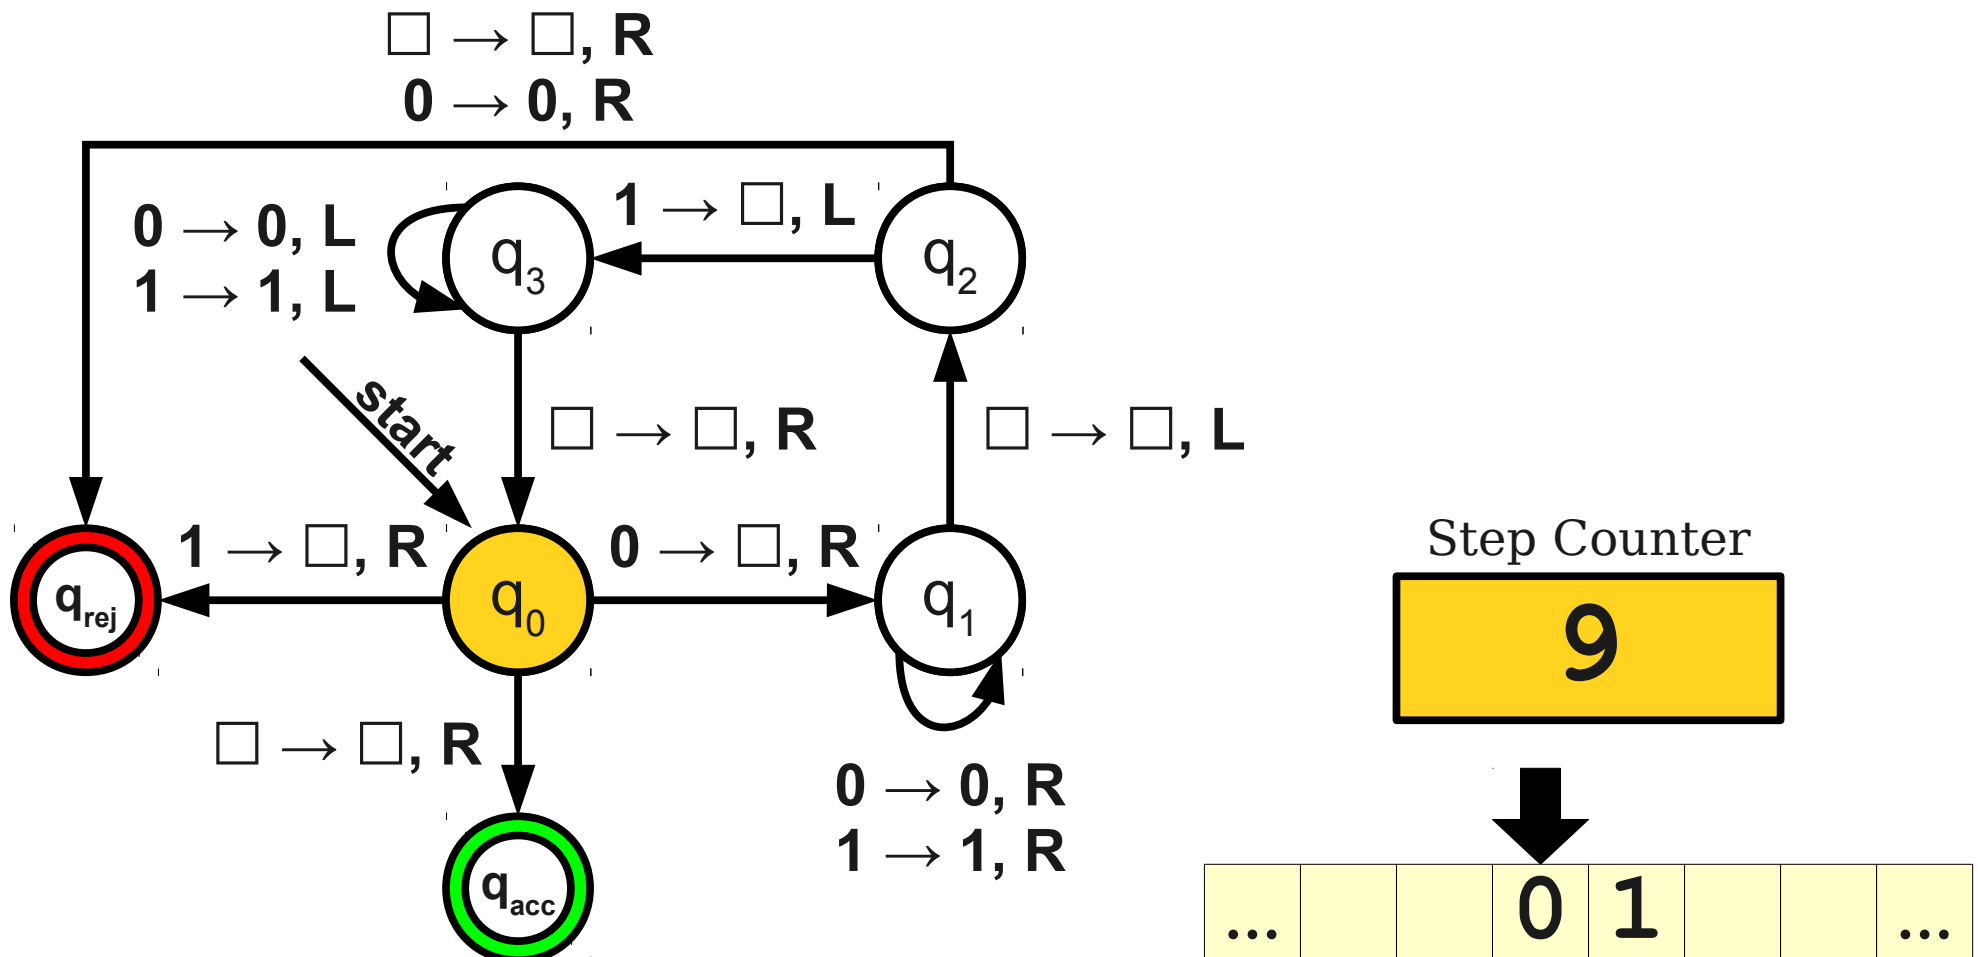 □ → □, R
0 → 0, R
0 → 0, L
1 → 1, L
q3
1 → □, L
q2
start
□ → □, R
□ → □, L
qrej
1 → □, R
q0
0 → □, R
q1
Step Counter
9
□ → □, R
0 → 0, R
1 → 1, R
qacc
... 0 1 ...